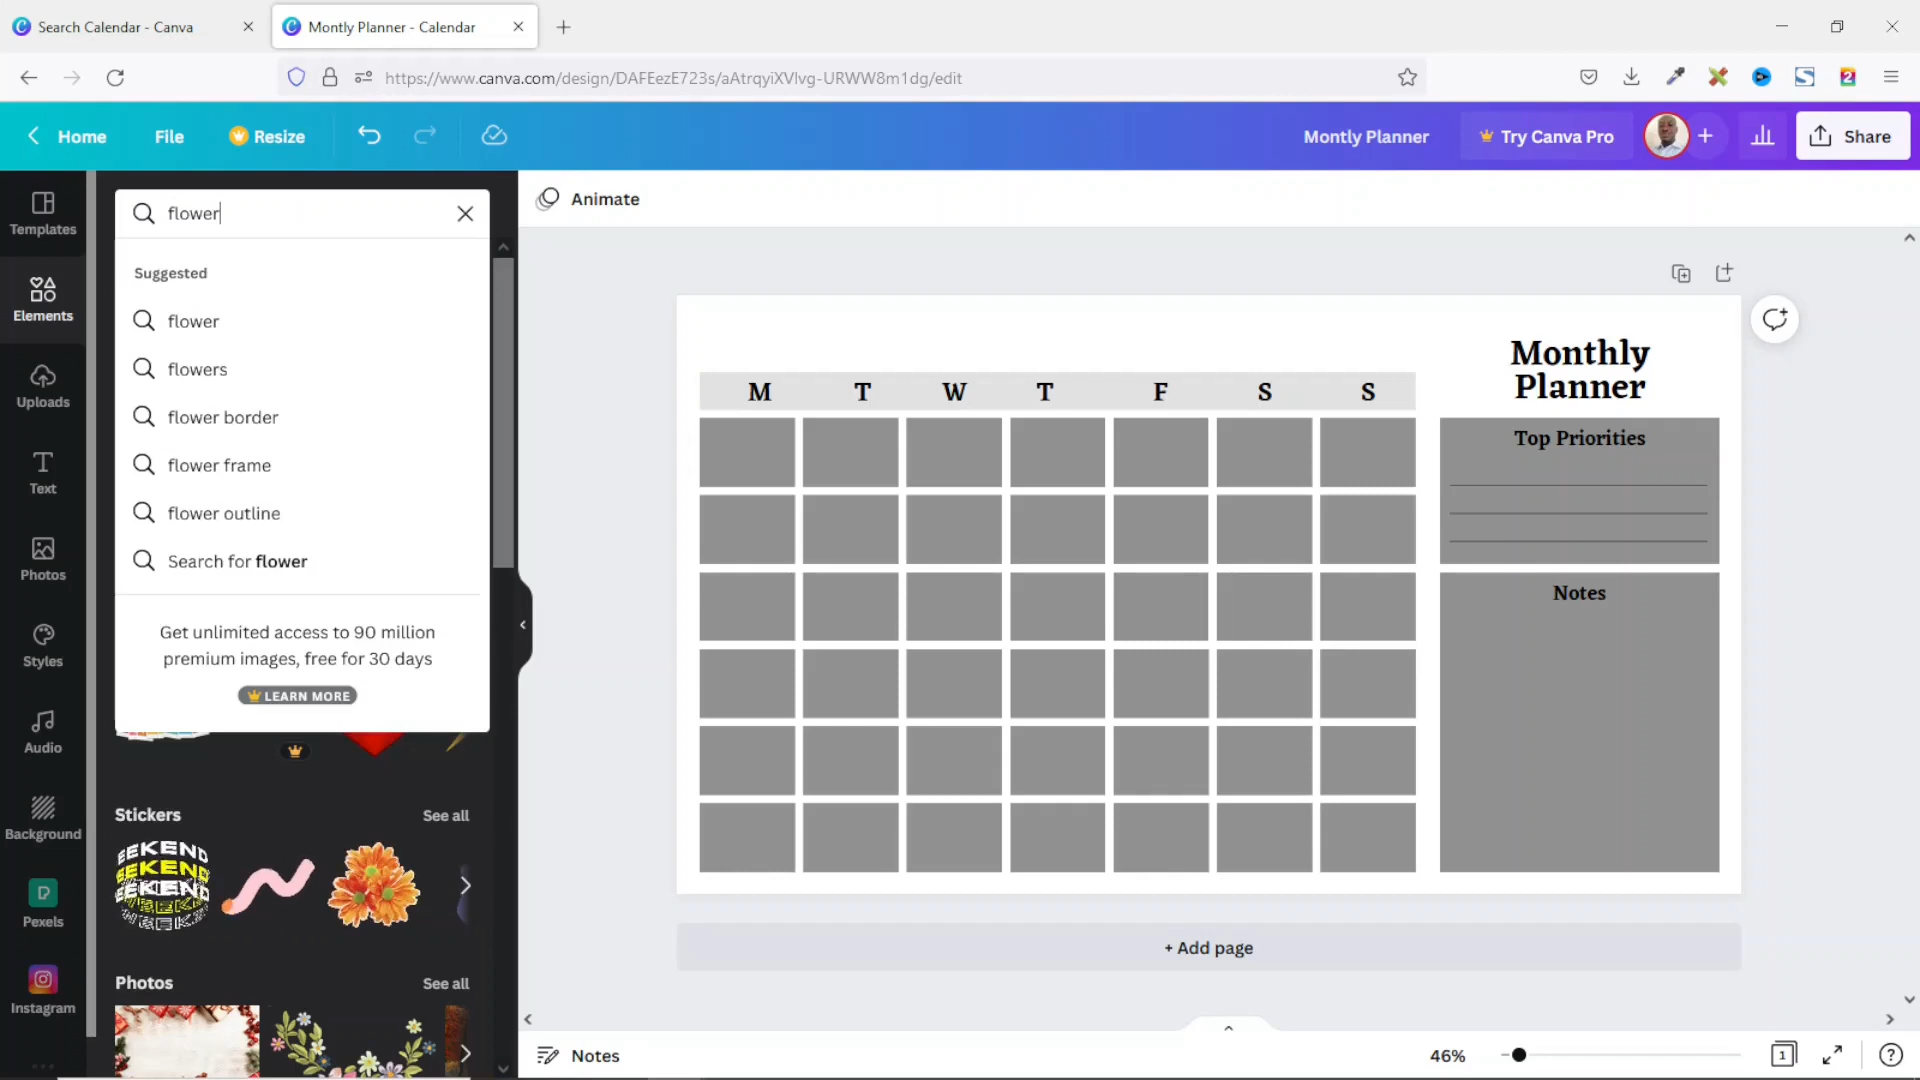 Search Calendar - Canva
Montly Planner - Calendar
https://www.canva.com/design/DAFEezE723s/aAtrqyiXVlvg-URWW8m1dg/edit
2
Home
File
Resize
Montly Planner
Try Canva Pro
Share
Templates
Elements
Uploads
Text
Photos
Styles
Audio
Background
Pexels
Instagram
flower
Suggested
flower
flowers
flower border
flower frame
flower outline
Search for flower
Get unlimited access to 90 million
premium images, free for 30 days
LEARN MORE
Stickers
See all
EEKEND
EEKEND
EEKEND
Photos
See all
Animate
Monthly
Planner
M T W T F S S
Top Priorities
Notes
+ Add page
Notes
46%
1